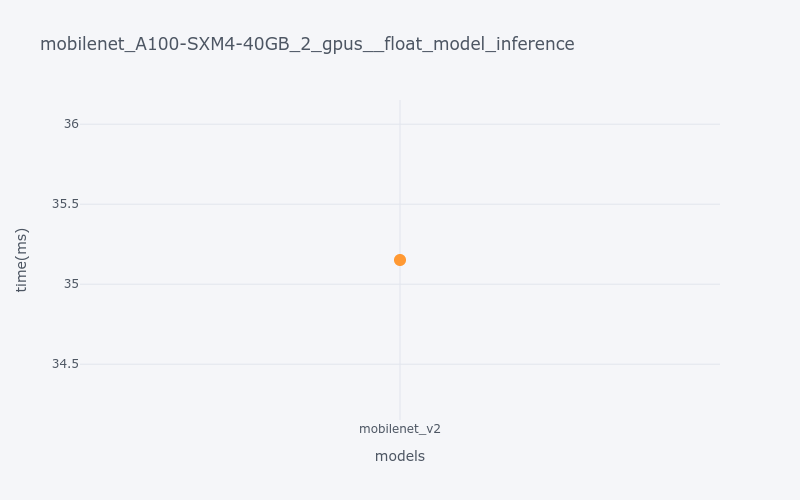 mobilenet_A100-SXM4-40GB_2_gpus__float_model_inference
36
35.5
35
34.5
time(ms)
mobilenet_v2
models